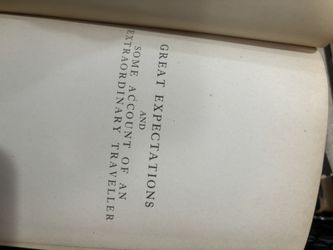 GREAT EXPECTATIONS
AND
SOME ACCOUNT OF AN
EXTRAORDINARY TRAVELLER